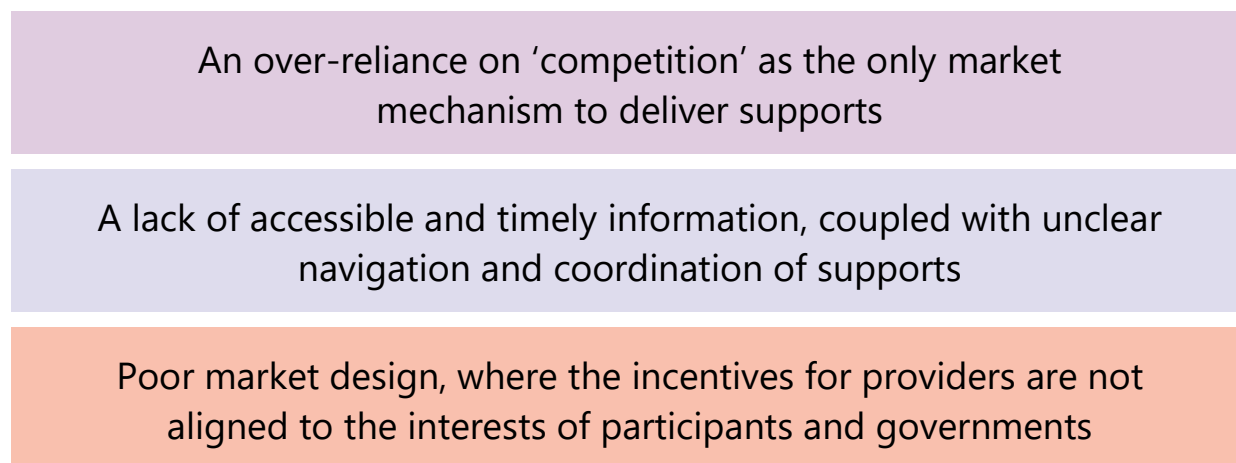 An over-reliance on ‘competition’ as the only market
mechanism to deliver supports
A lack of accessible and timely information, coupled with unclear
navigation and coordination of supports
Poor market design, where the incentives for providers are not
aligned to the interests of participants and governments